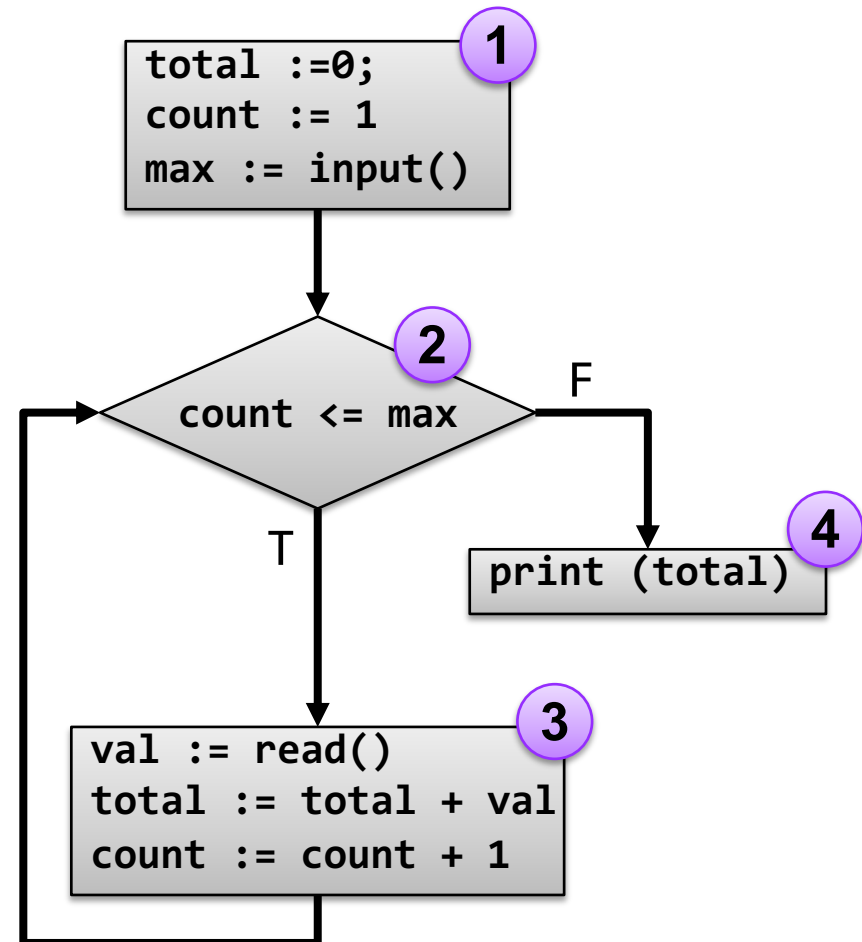 1
total :=0;
count := 1
max := input()
2
count <= max
F
T
4
print (total)
3
val := read()
total := total + val
count := count + 1